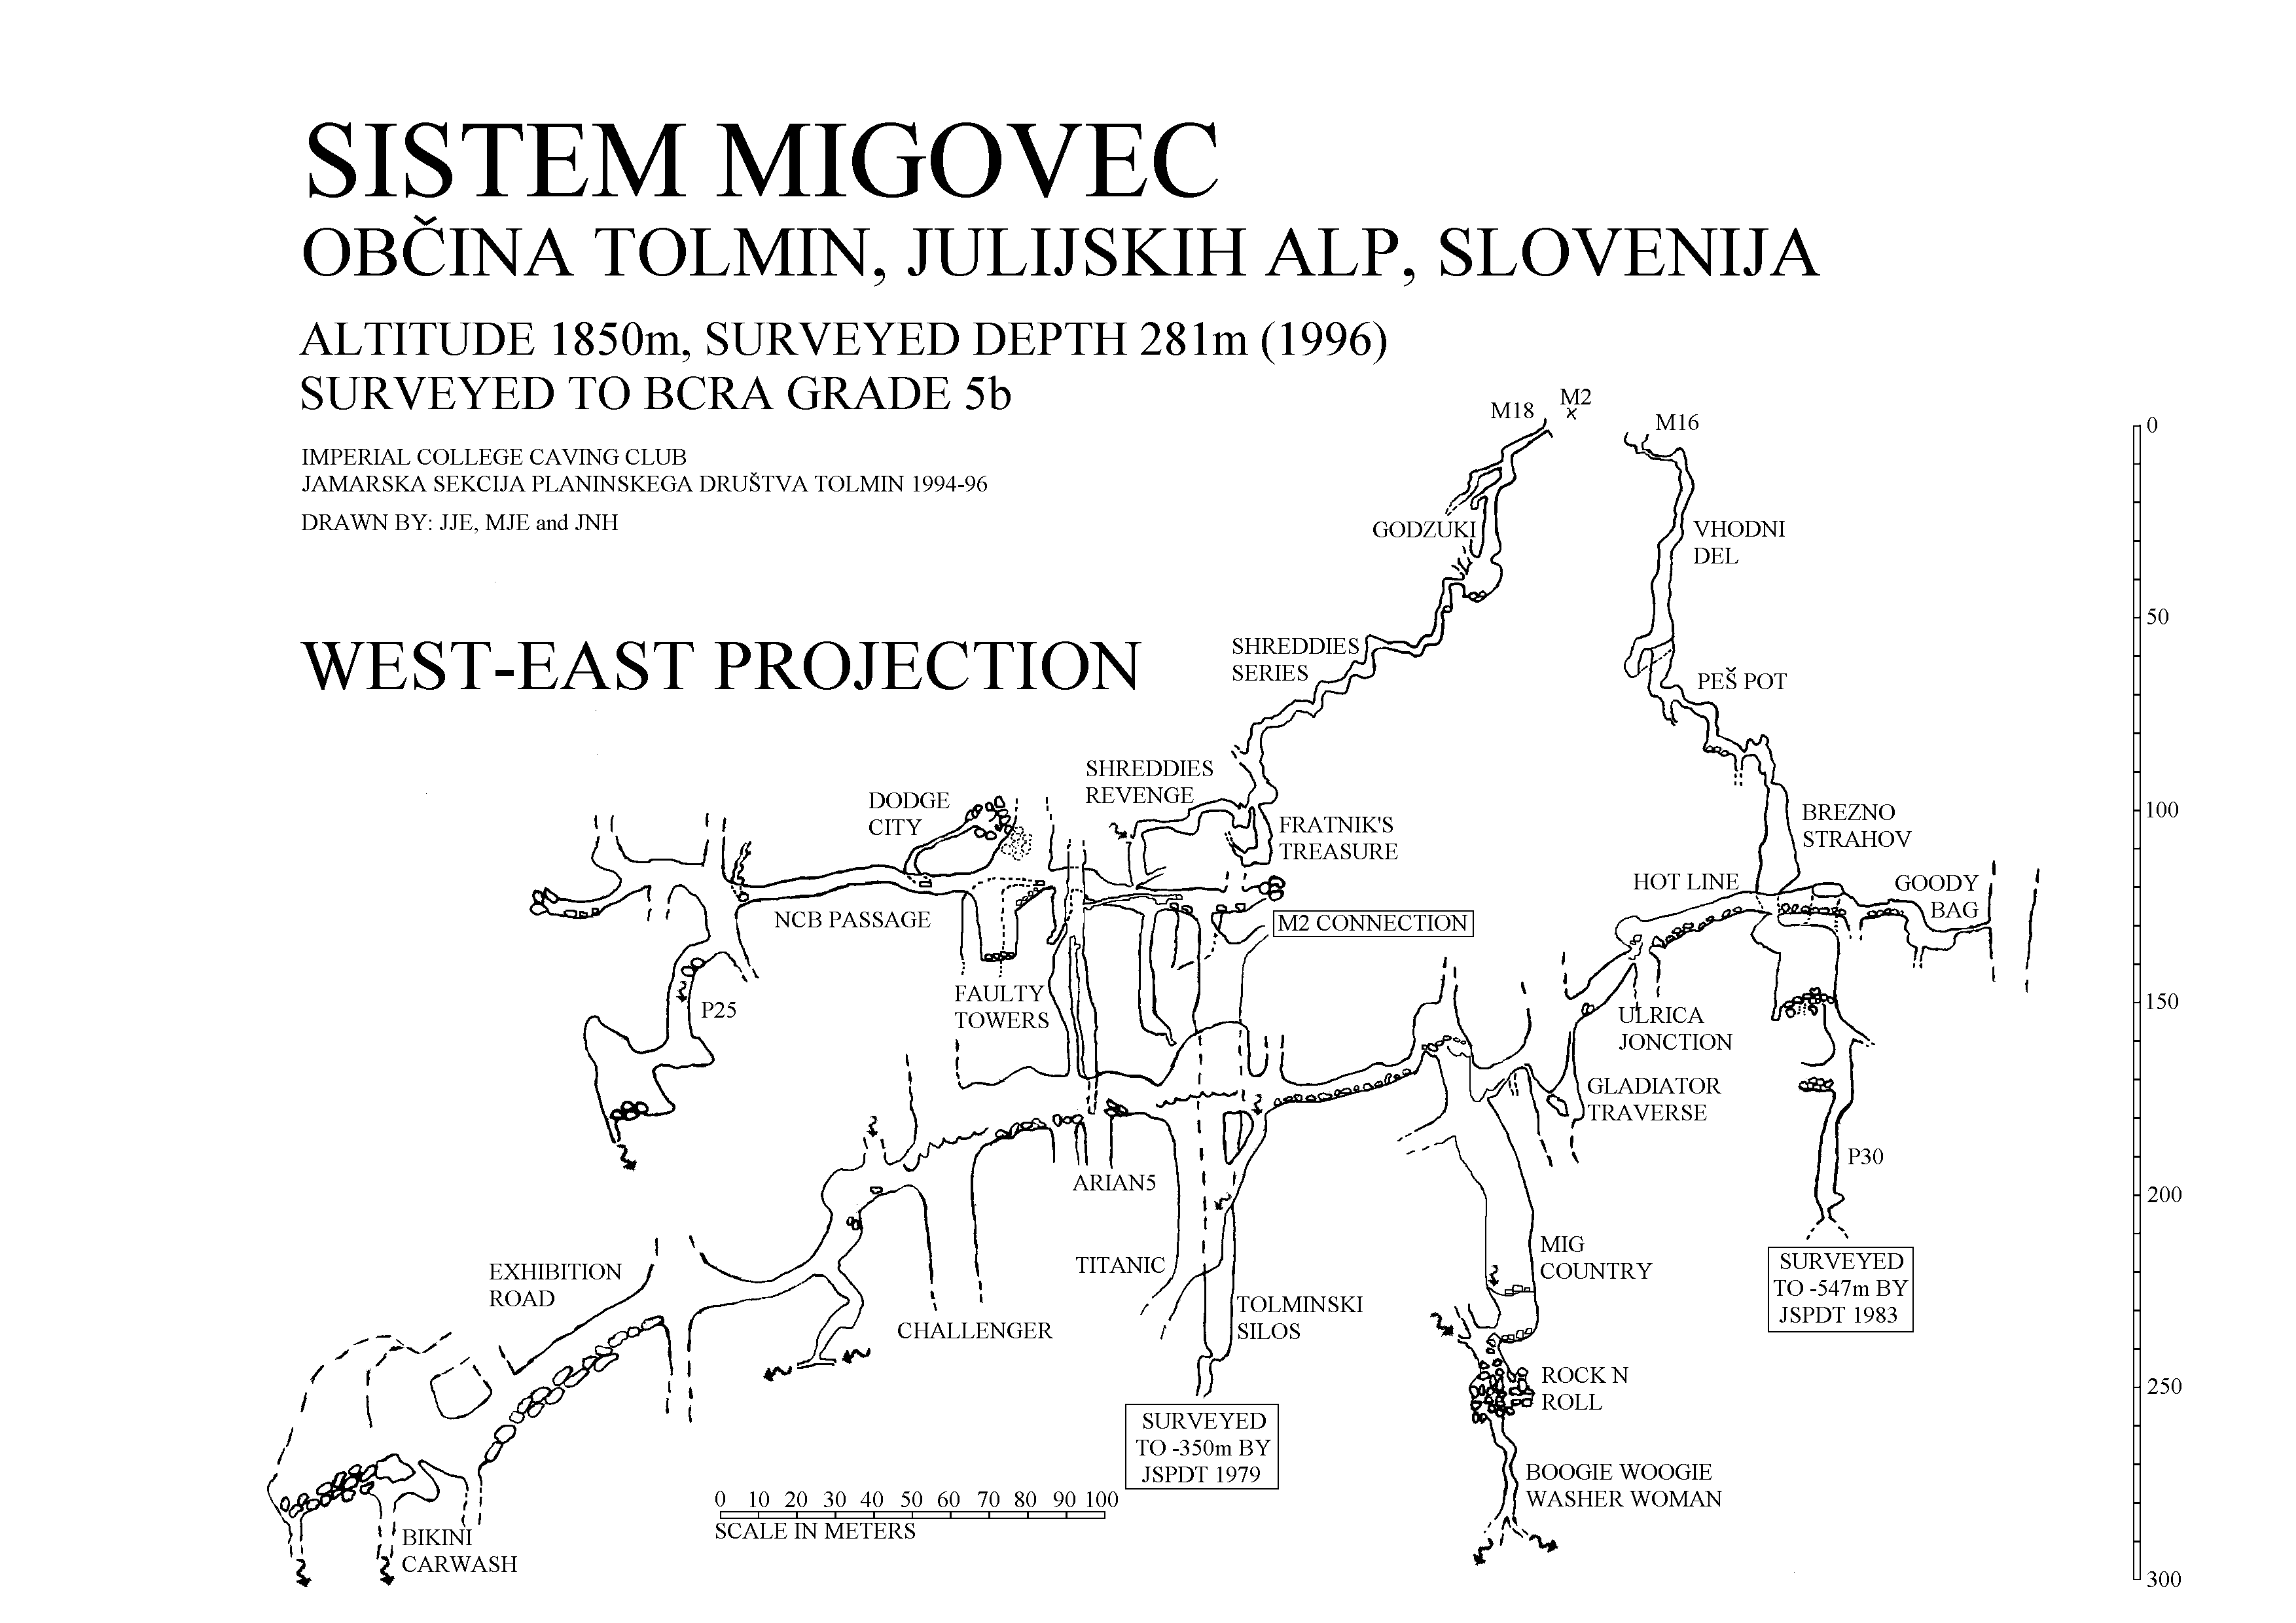 SISTEM MIGOVEC
OBČINA TOLMIN, JULIJSKIH ALP, SLOVENIJA
ALTITUDE 1850m, SURVEYED DEPTH 281m (1996)
SURVEYED TO BCRA GRADE 5b
IMPERIAL COLLEGE CAVING CLUB
JAMARSKA SEKCIJA PLANINSKEGA DRUŠTVA TOLMIN 1994-96
DRAWN BY: JJE, MJE and JNH
WEST-EAST PROJECTION
M18
M2
x
M16
GODZUKI
VHODNI
DEL
SHREDDIES
SERIES
PEŠ POT
SHREDDIES
REVENGE
DODGE
CITY
FRATNIK'S
TREASURE
BREZNO
STRAHOV
HOT LINE
GOODY
BAG
NCB PASSAGE
M2 CONNECTION
P25
FAULTY
TOWERS
ULRICA
JONCTION
GLADIATOR
TRAVERSE
P30
ARIAN5
MIG
COUNTRY
SURVEYED
TO -547m BY
JSPDT 1983
EXHIBITION
ROAD
TITANIC
TOLMINSKI
SILOS
CHALLENGER
ROCK N
ROLL
SURVEYED
TO -350m BY
JSPDT 1979
BOOGIE WOOGIE
WASHER WOMAN
BIKINI
CARWASH
0 10 20 30 40 50 60 70 80 90 100
SCALE IN METERS
0
50
100
150
200
250
300